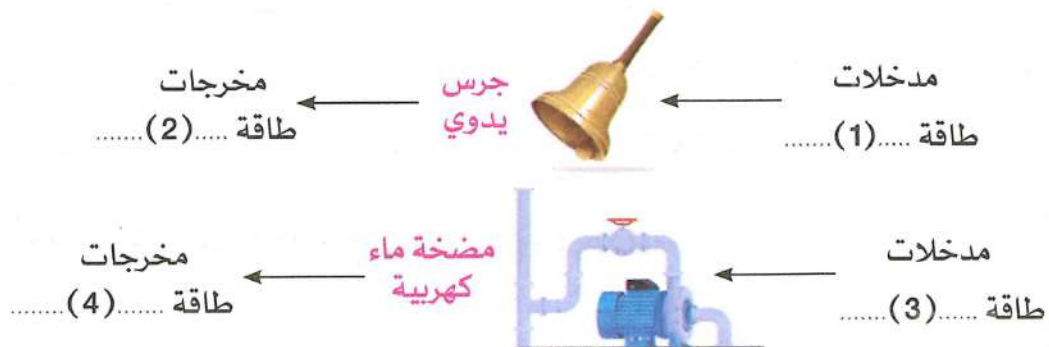 مدخلات
طاقة .....(1).......
جرس
يدوي
مخرجات
طاقة .....(2).......
مدخلات
طاقة ......(3).......
مضخة ماء
كهربية
مخرجات
طاقة .......(4)........